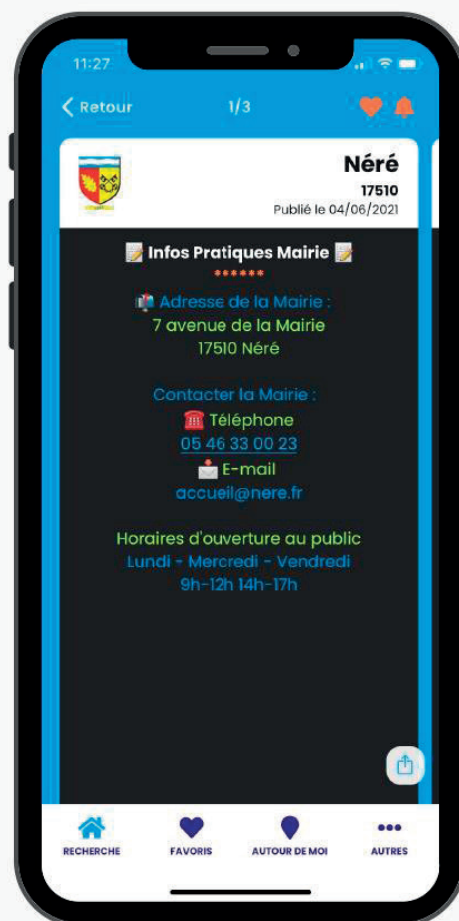 11:27
Retour
1/3
Néré
17510
Publié le 04/06/2021
Infos Pratiques Mairie
******
Adresse de la Mairie :
7 avenue de la Mairie
17510 Néré
Contacter la Mairie :
Téléphone
05 46 33 00 23
E-mail
accueil@nere.fr
Horaires d'ouverture au public
Lundi - Mercredi - Vendredi
9h-12h 14h-17h
RECHERCHE
FAVORIS
AUTOUR DE MOI
AUTRES